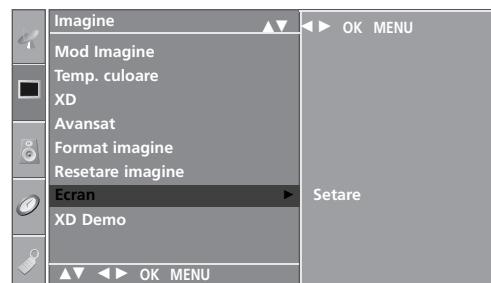 Imagine ▲▼ ◄► OK MENU
Mod Imagine
Temp. culoare
XD
Avansat
Format imagine
Resetare imagine
Ecran ► Setare
XD Demo
▲▼ ◄► OK MENU